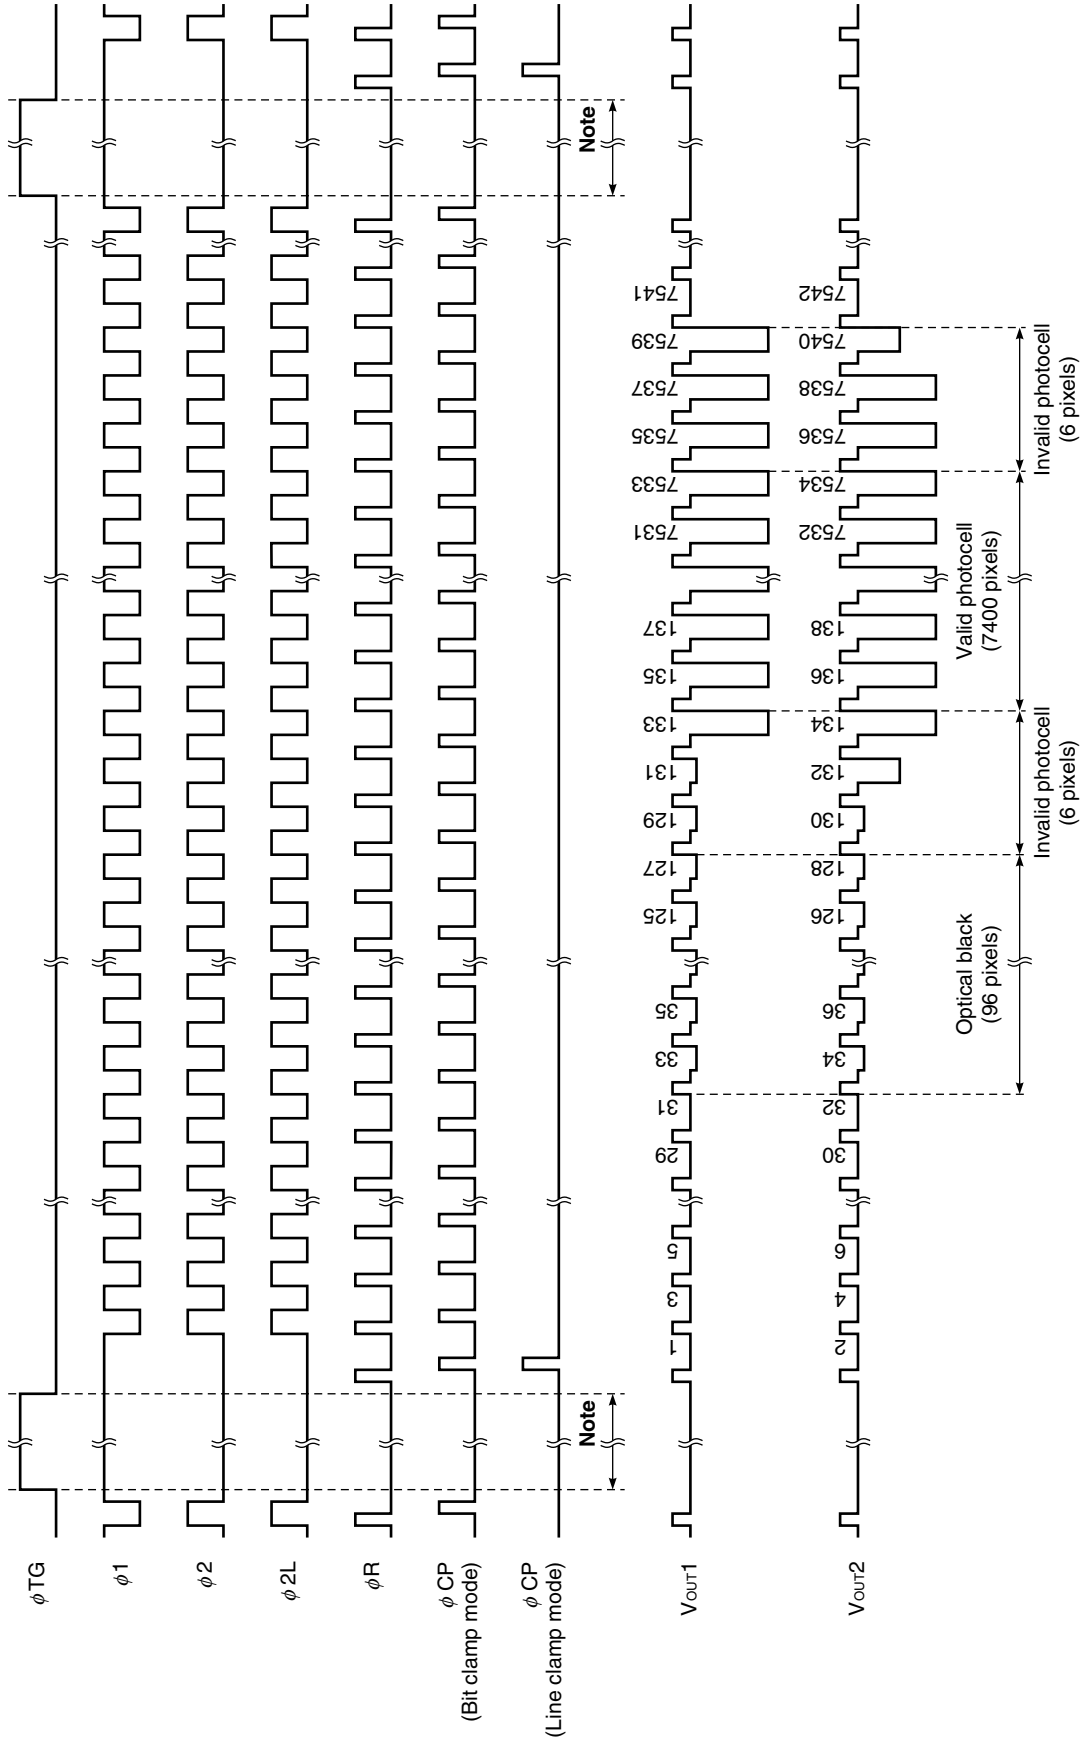 φTG
φ1
φ2
φ2L
φR
φCP
(Bit clamp mode)
φCP
(Line clamp mode)
Note
Note
VOUT1
1
3
5
29
31
33
35
125
127
129
131
133
135
137
7531
7533
7535
7537
7539
7541
VOUT2
2
4
6
30
32
34
36
126
128
130
132
134
136
138
7532
7534
7536
7538
7540
7542
Optical black
(96 pixels)
Invalid photocell
(6 pixels)
Valid photocell
(7400 pixels)
Invalid photocell
(6 pixels)